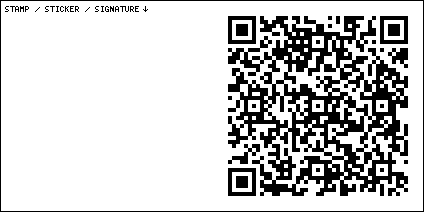 STAMP / STICKER / SIGNATURE ↓